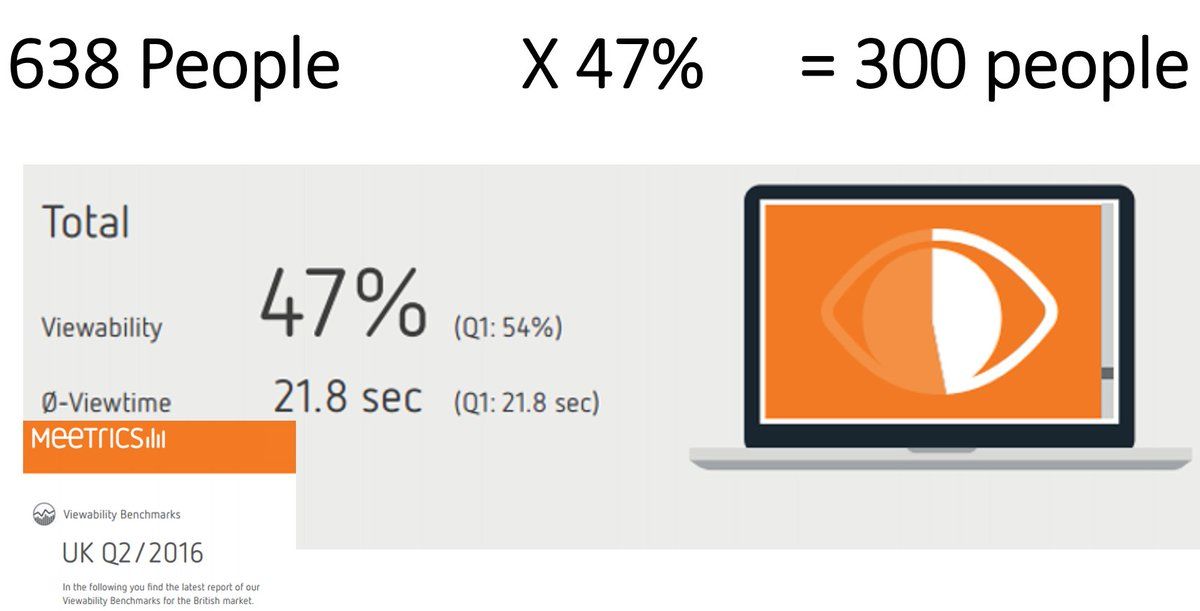 638 People X 47% = 300 people
Total
Viewability 47% (Q1: 54%)
Ø-Viewtime 21.8 sec (Q1: 21.8 sec)
meeTrICS
Viewability Benchmarks
UK Q2/2016
In the following you find the latest report of our
Viewability Benchmarks for the British market.